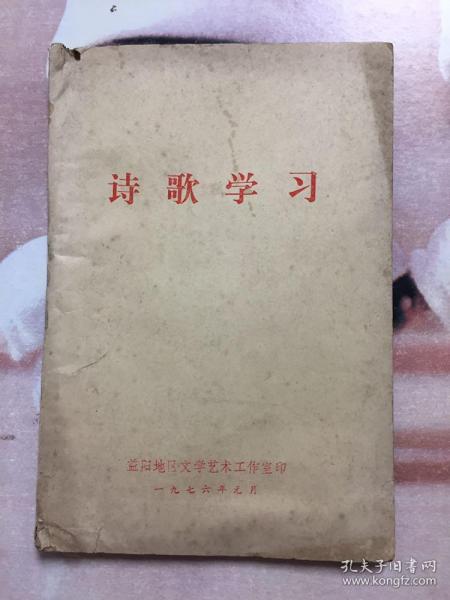 诗歌学习
益阳地区文学艺术工作室印
一九七六年元月
孔夫子旧书网
www.kongfz.com